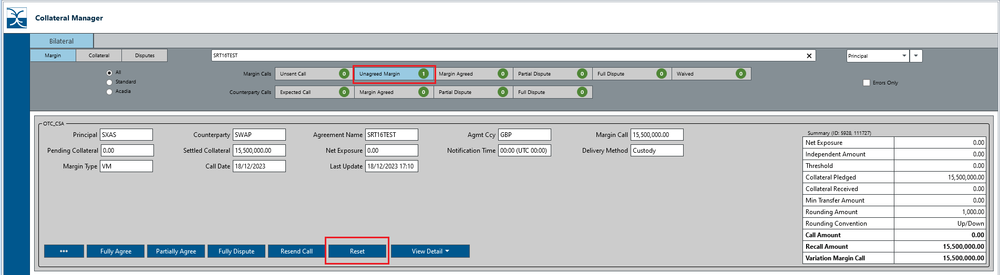 Collateral Manager
Bilateral
Margin Collateral Disputes SRT16TEST Principal
All
Standard
Acadia
Margin Calls Unsent Call 0 Unagreed Margin 1 Margin Agreed 0 Partial Dispute 0 Full Dispute 0 Waived 0
Errors Only
Counterparty Calls Expected Call 0 Margin Agreed 0 Partial Dispute 0 Full Dispute 0
OTC_CSA
Principal SXAS Counterparty SWAP Agreement Name SRT16TEST Agmt Ccy GBP Margin Call 15,500,000.00
Pending Collateral 0.00 Settled Collateral 15,500,000.00 Net Exposure 0.00 Notification Time 00:00 (UTC 00:00) Delivery Method Custody
Margin Type VM Call Date 18/12/2023 Last Update 18/12/2023 17:10
Summary (ID: 5928, 111727)
Net Exposure 0.00
Independent Amount 0.00
Threshold 0.00
Collateral Pledged 15,500,000.00
Collateral Received 0.00
Min Transfer Amount 0.00
Rounding Amount 1,000.00
Rounding Convention Up/Down
Call Amount 0.00
Recall Amount 15,500,000.00
Variation Margin Call 15,500,000.00
••• Fully Agree Partially Agree Fully Dispute Resend Call Reset View Detail